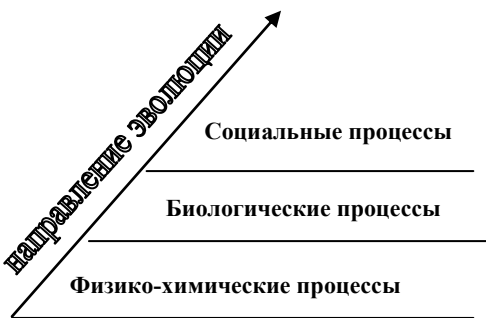 направление эволюции
Социальные процессы
Биологические процессы
Физико-химические процессы